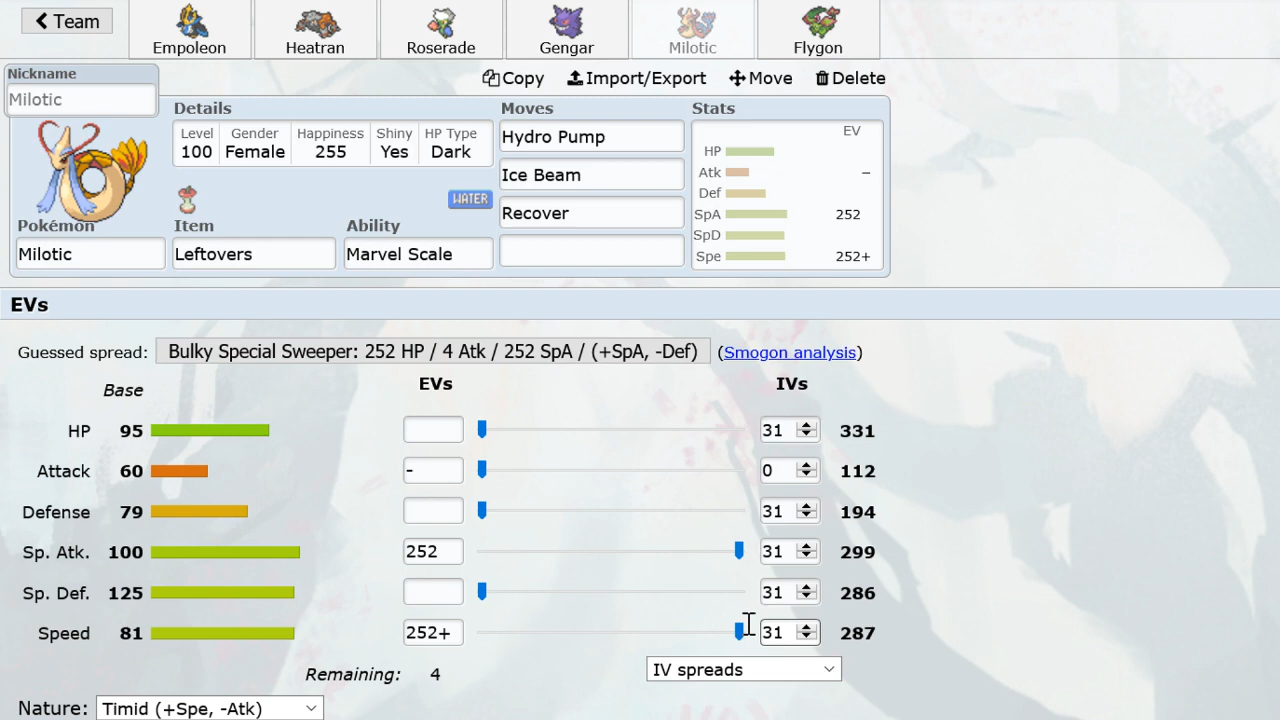 Team
Empoleon Heatran Roserade Gengar Milotic Flygon
Nickname
Milotic
Copy Import/Export Move Delete
Details Moves Stats
Level Gender Happiness Shiny HP Type
100 Female 255 Yes Dark
Hydro Pump
Ice Beam
Recover
EV
HP
Atk –
Def
SpA 252
SpD
Spe 252+
WATER
Pokémon Item Ability
Milotic Leftovers Marvel Scale
EVs
Guessed spread: Bulky Special Sweeper: 252 HP / 4 Atk / 252 SpA / (+SpA, -Def) (Smogon analysis)
Base EVs IVs
HP 95 31 331
Attack 60 - 0 112
Defense 79 31 194
Sp. Atk. 100 252 31 299
Sp. Def. 125 31 286
Speed 81 252+ 31 287
Remaining: 4 IV spreads
Nature: Timid (+Spe, -Atk)